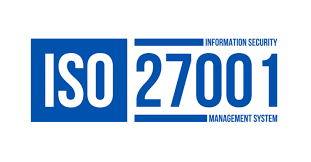 INFORMATION SECURITY
ISO 27001
MANAGEMENT SYSTEM